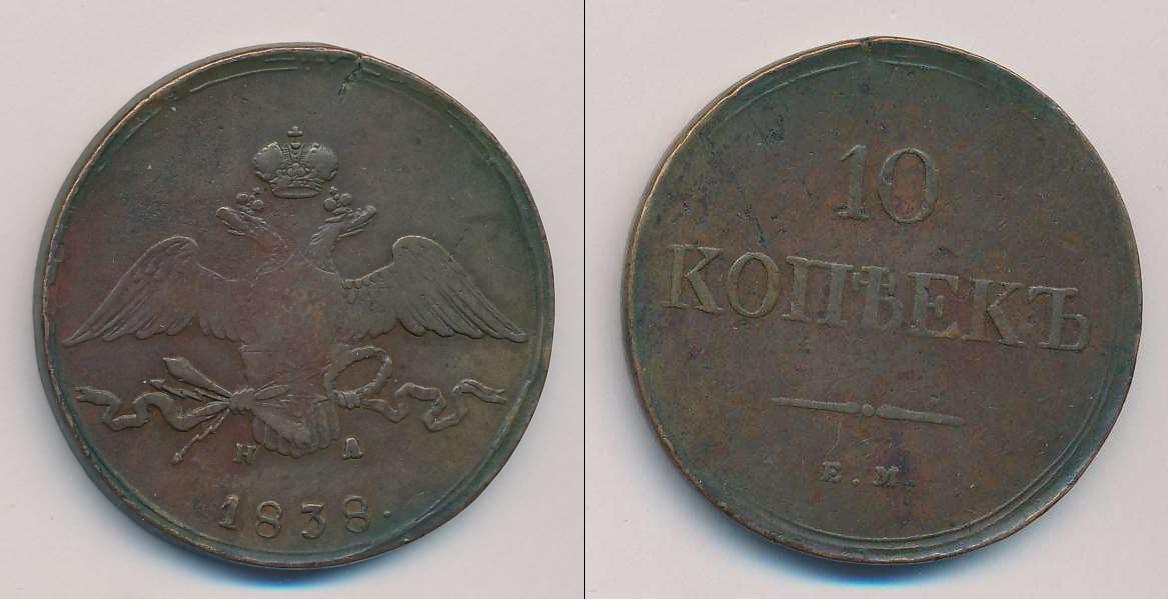 Н А
1838.
10
КОПѢЕКЪ
Е.М.